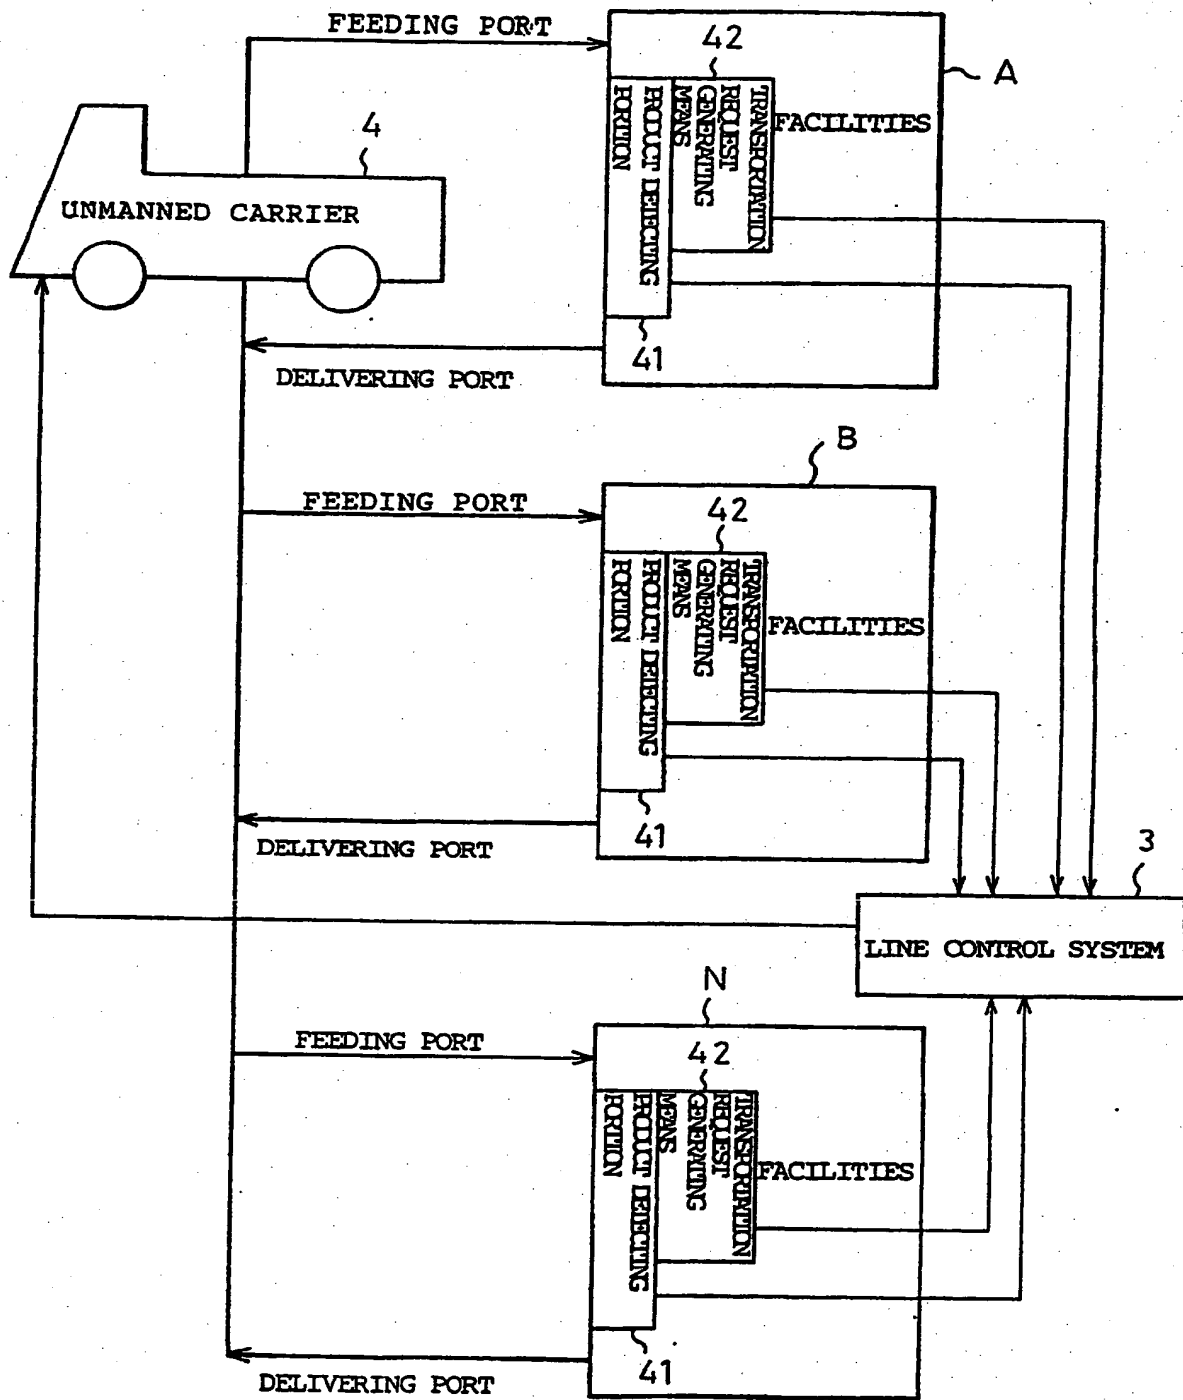 FEEDING PORT
42
A
TRANSPORTATION
REQUEST
GENERATING
MEANS
PRODUCT DETECTING
PORTION
FACILITIES
4
UNMANNED CARRIER
41
DELIVERING PORT
B
FEEDING PORT
42
TRANSPORTATION
REQUEST
GENERATING
MEANS
PRODUCT DETECTING
PORTION
FACILITIES
41
DELIVERING PORT
3
LINE CONTROL SYSTEM
N
FEEDING PORT
42
TRANSPORTATION
REQUEST
GENERATING
MEANS
PRODUCT DETECTING
PORTION
FACILITIES
41
DELIVERING PORT